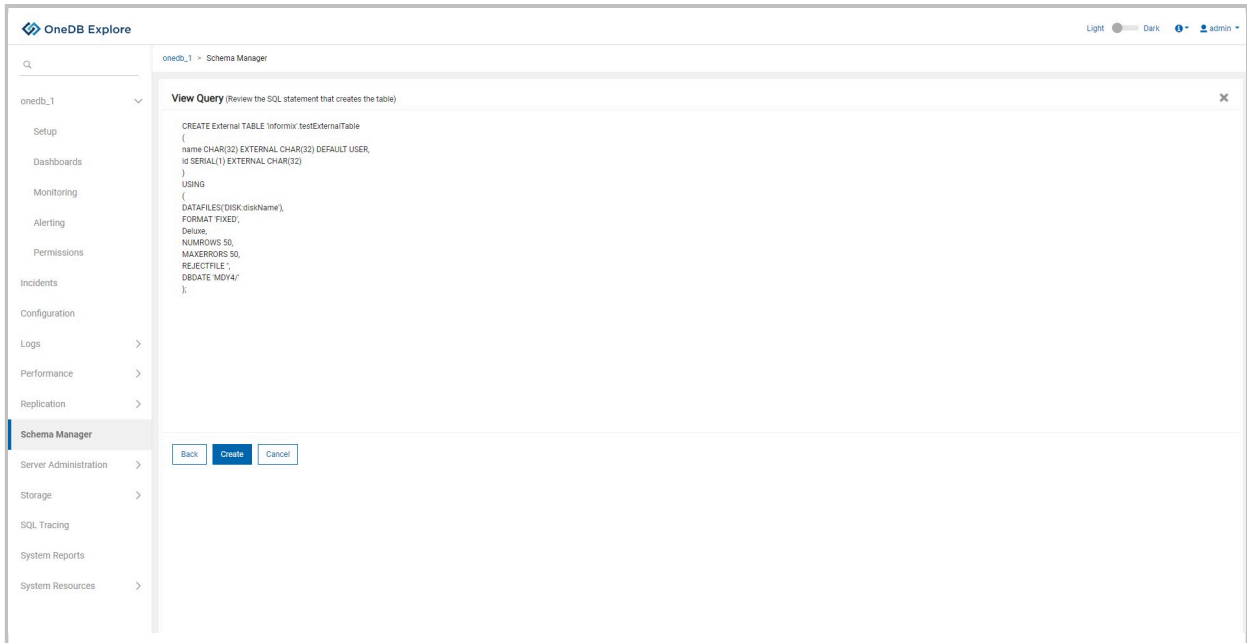 OneDB Explore
Light Dark admin
onedb_1 > Schema Manager
onedb_1
Setup
Dashboards
Monitoring
Alerting
Permissions
Incidents
Configuration
Logs
Performance
Replication
Schema Manager
Server Administration
Storage
SQL Tracing
System Reports
System Resources
View Query (Review the SQL statement that creates the table)
CREATE External TABLE 'informix'.testExternalTable
(
name CHAR(32) EXTERNAL CHAR(32) DEFAULT USER,
id SERIAL(1) EXTERNAL CHAR(32)
)
USING
(
DATAFILES('DISK:diskName'),
FORMAT 'FIXED',
Deluxe,
NUMROWS 50,
MAXERRORS 50,
REJECTFILE '',
DBDATE 'MDY4/'
);
Back Create Cancel